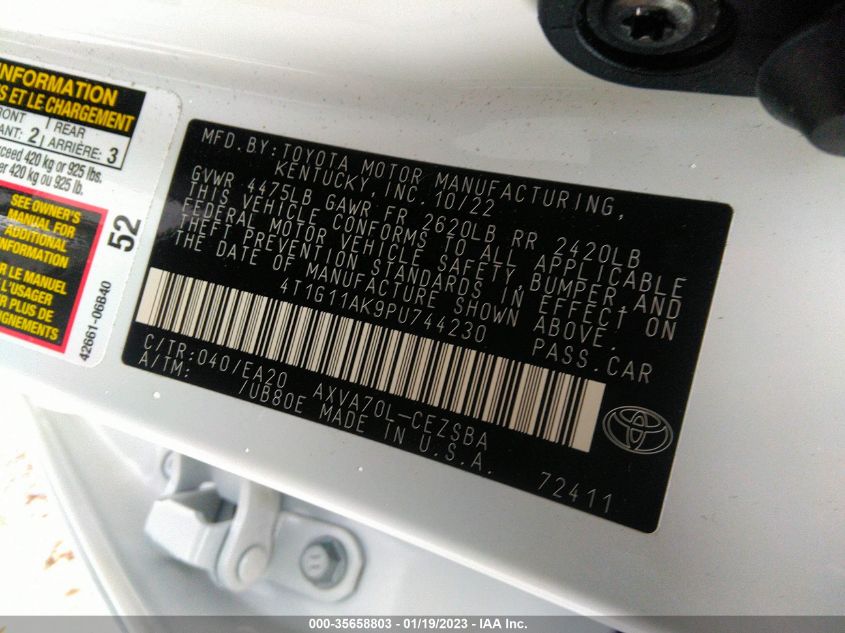 INFORMATION
S ET LE CHARGEMENT
FRONT
ANT: 2
REAR
ARRIÈRE: 3
xceed 420 kg or 925 lbs.
er 420 kg ou 925 lb.
SEE OWNER'S
MANUAL FOR
ADDITIONAL
INFORMATION
R LE MANUEL
L'USAGER
PLUS DE
IGNEMENTS
52
42661-06B40
MFD.BY:TOYOTA MOTOR MANUFACTURING,
KENTUCKY,INC. 10/22
GVWR 4475LB GAWR FR 2620LB RR 2420LB
THIS VEHICLE CONFORMS TO ALL APPLICABLE
FEDERAL MOTOR VEHICLE SAFETY,BUMPER,AND
THEFT PREVENTION STANDARDS IN EFFECT ON
THE DATE OF MANUFACTURE SHOWN ABOVE.
4T1G11AK9PU744230 PASS.CAR
C/TR:040/EA20 AXVA70L-CEZSBA
A/TM: /UB80E MADE IN U.S.A.
72411
000-35658803 - 01/19/2023 - IAA Inc.